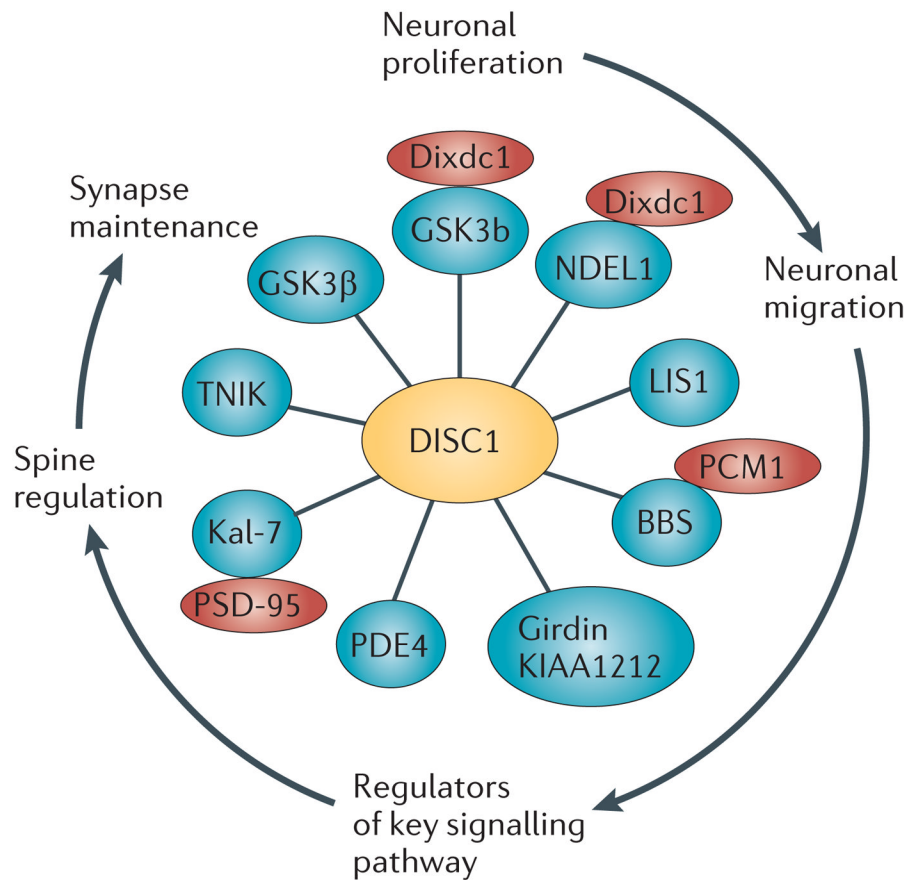 Neuronal
proliferation
Dixdc1
GSK3b
Dixdc1
NDEL1
Synapse
maintenance
GSK3β
Neuronal
migration
TNIK
LIS1
DISC1
Spine
regulation
PCM1
BBS
Kal-7
PSD-95
PDE4
Girdin
KIAA1212
Regulators
of key signalling
pathway